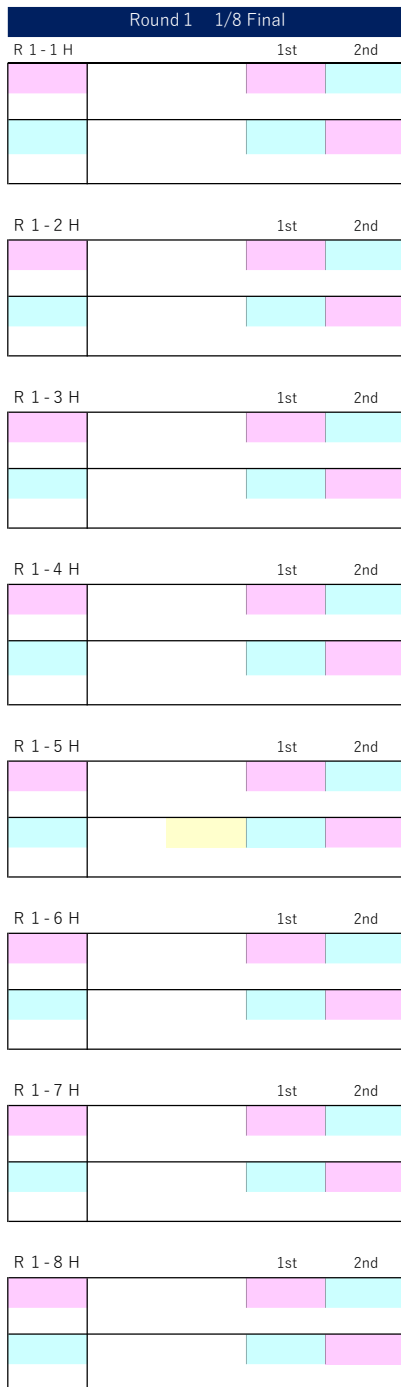 Round 1 1/8 Final
R 1 - 1 H 1st 2nd
R 1 - 2 H 1st 2nd
R 1 - 3 H 1st 2nd
R 1 - 4 H 1st 2nd
R 1 - 5 H 1st 2nd
R 1 - 6 H 1st 2nd
R 1 - 7 H 1st 2nd
R 1 - 8 H 1st 2nd